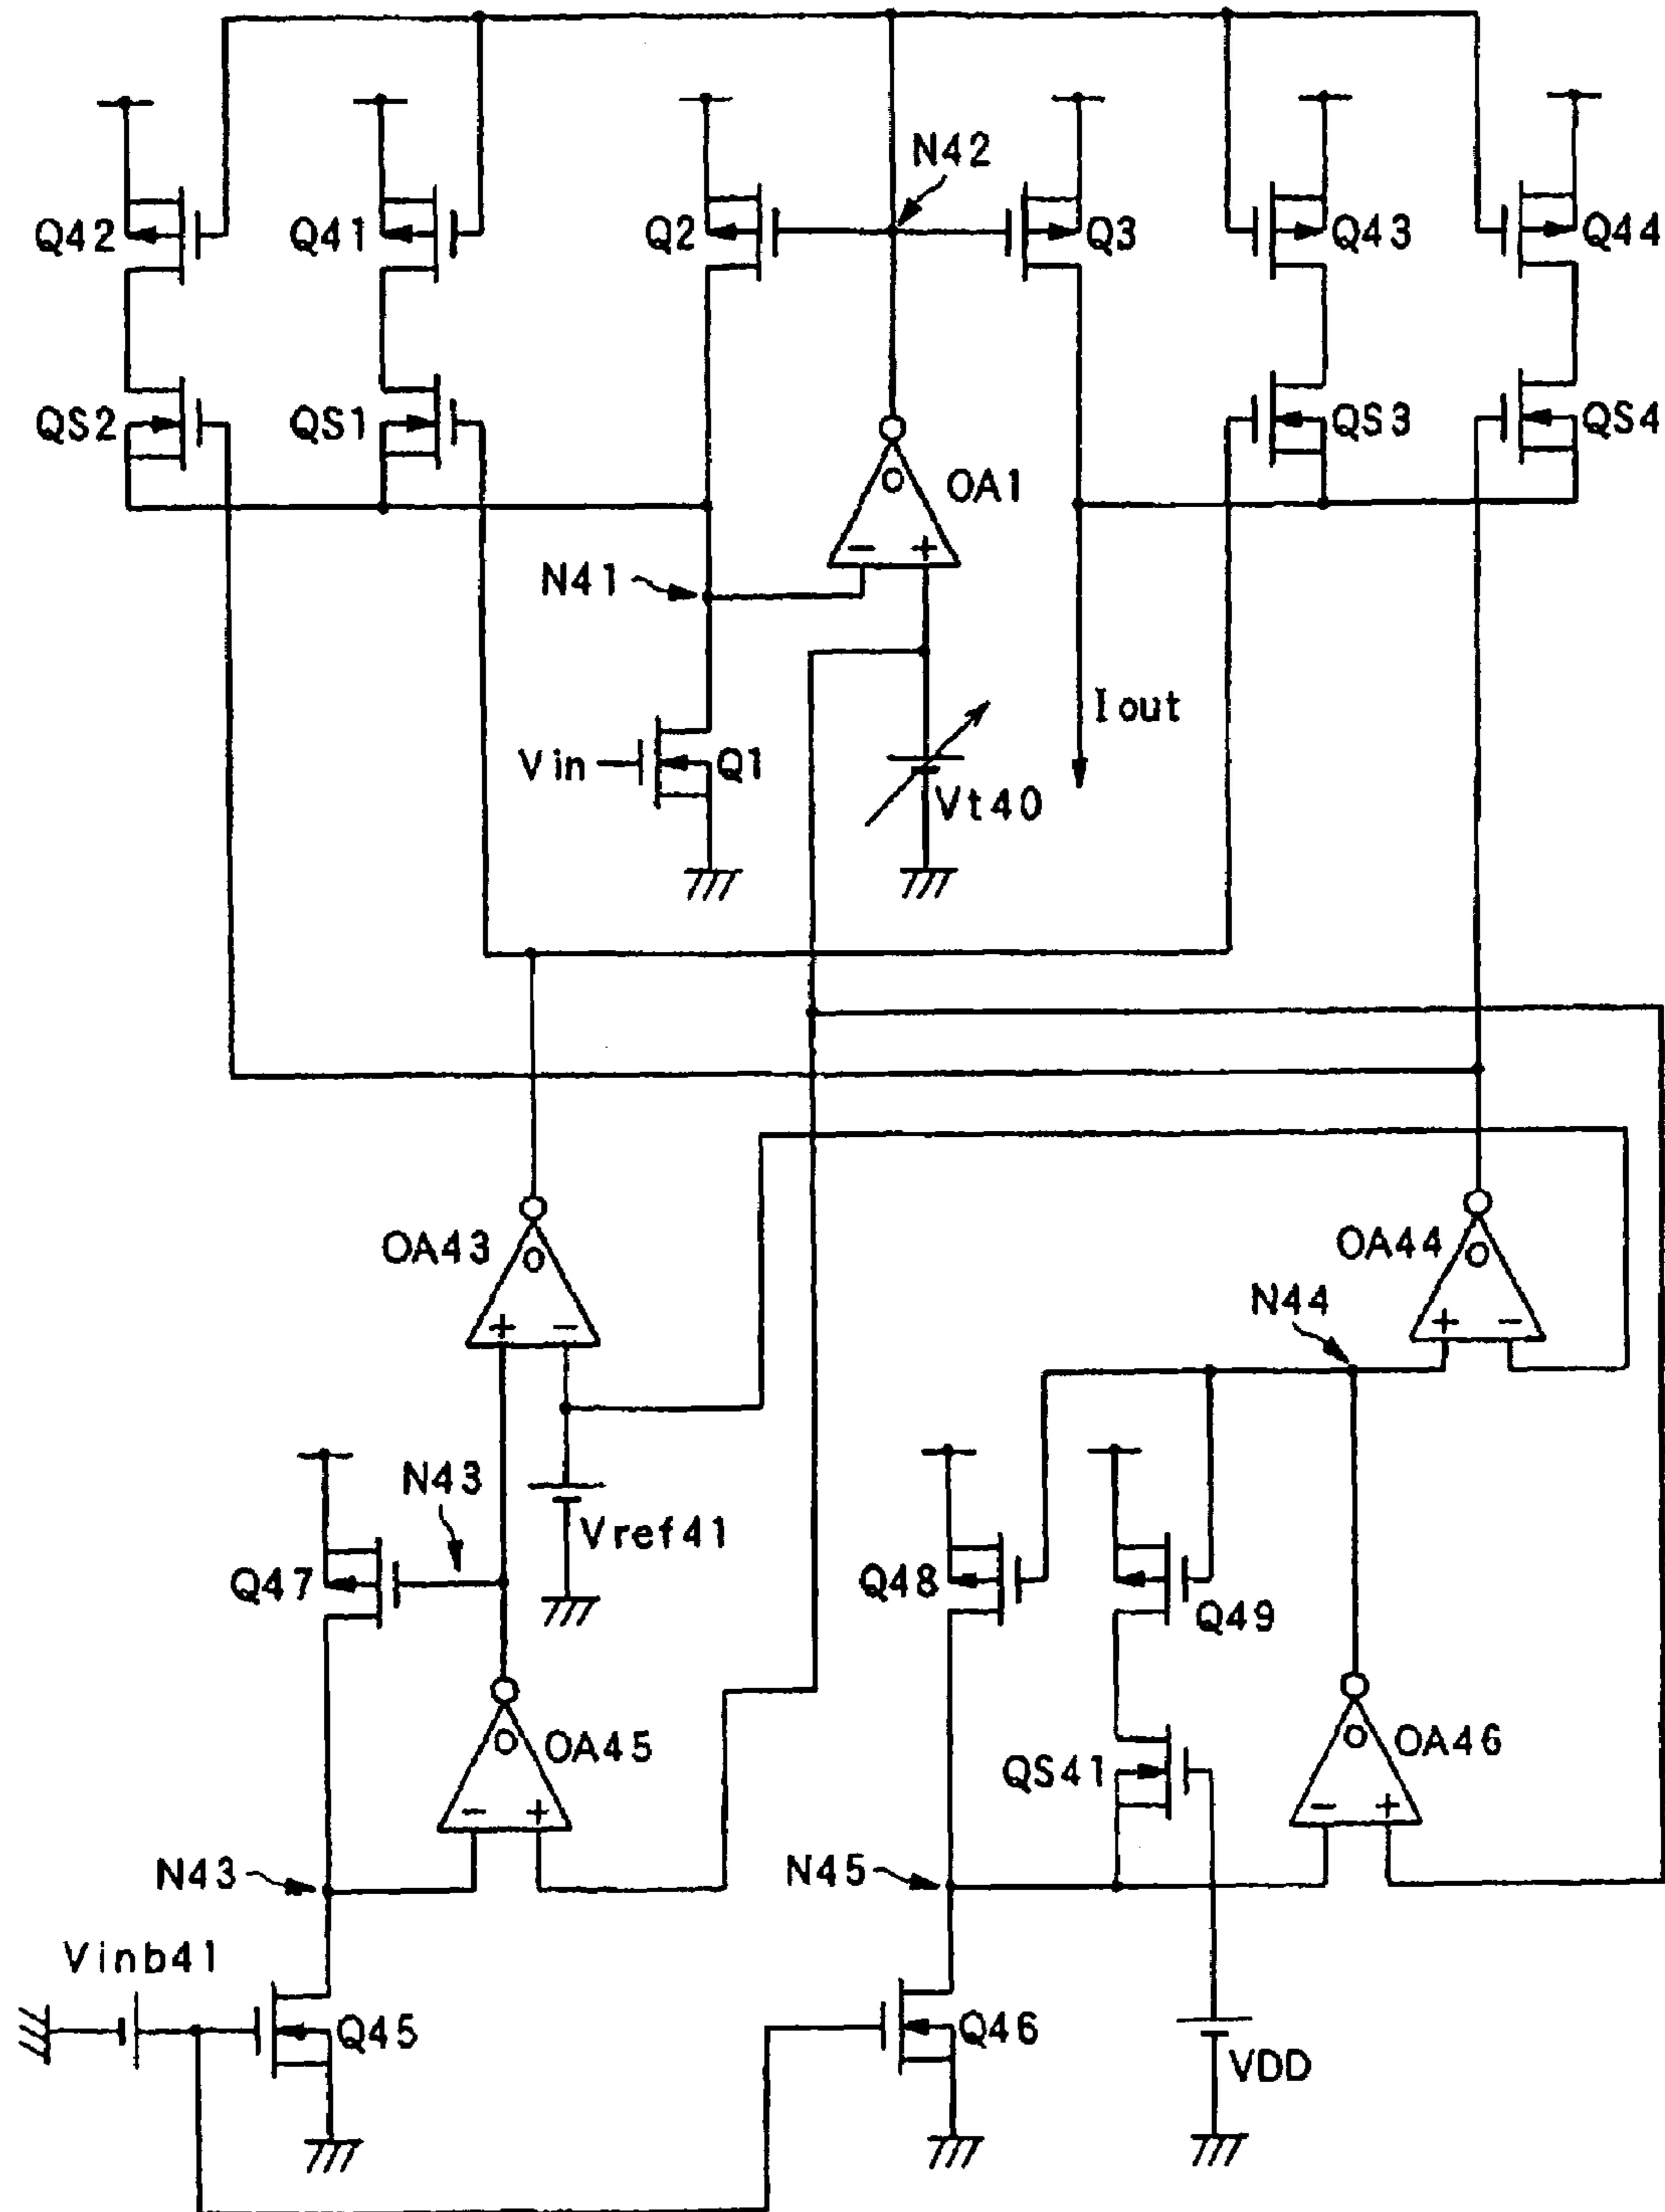 N42
Q42
Q41
Q2
Q3
Q43
Q44
QS2
QS1
OA1
QS3
QS4
- +
N41
Iout
Vin
Q1
Vt40
OA43
OA44
+ -
N44
+ -
N43
Vref41
Q47
Q48
Q49
OA45
OA46
QS41
- +
- +
N43
N45
Vinb41
Q45
Q46
VDD